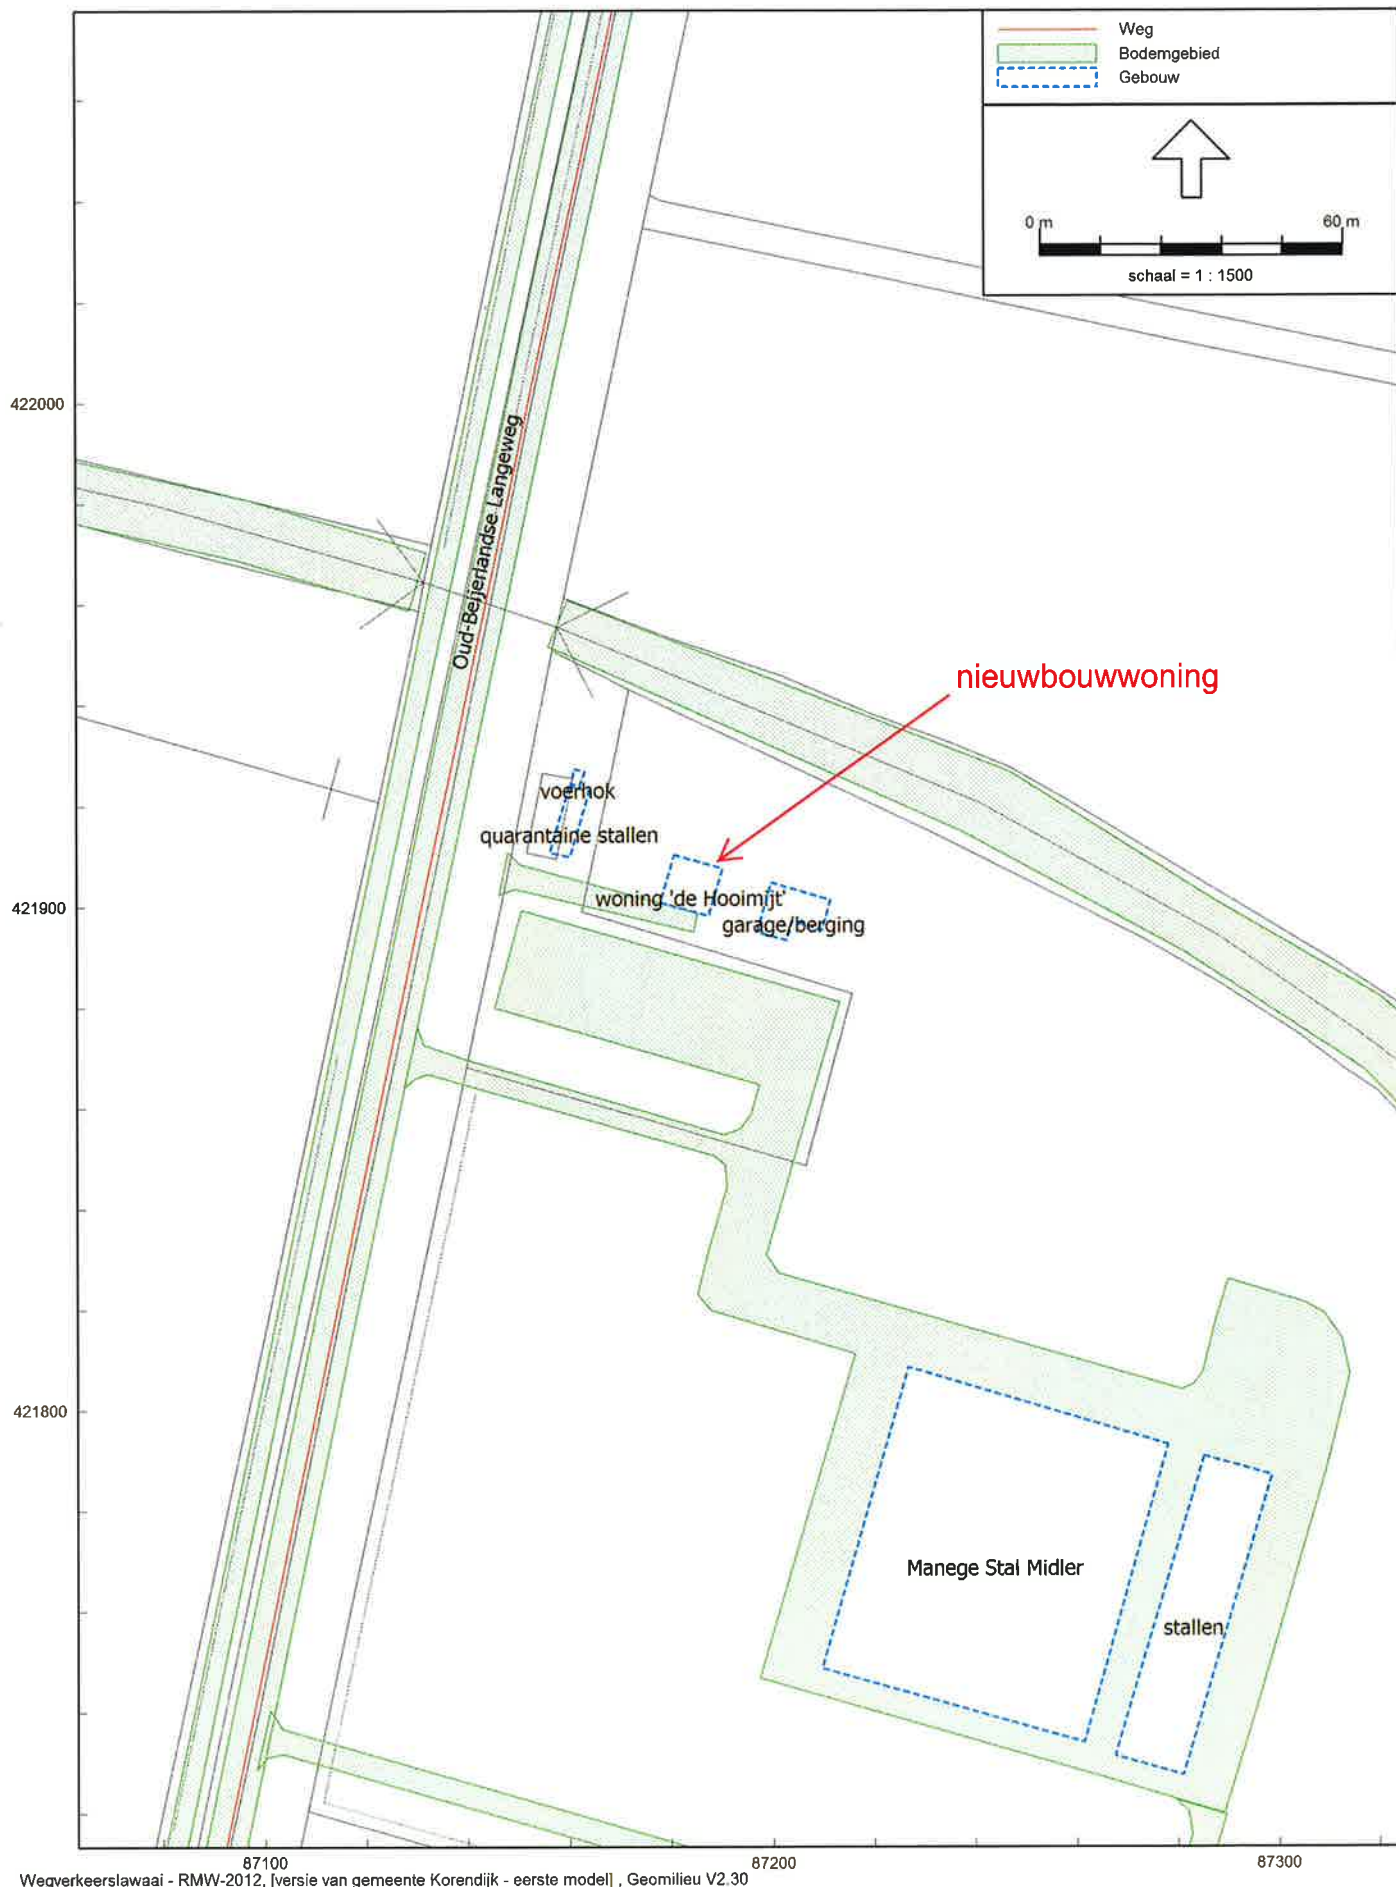 Weg
Bodemgebied
Gebouw
0 m 60 m
schaal = 1 : 1500
422000
Oud-Beijerlandse Langeweg
nieuwbouwwoning
voerhok
quarantaine stallen
woning 'de Hooimijt'
421900
garage/berging
421800
Manege Stal Midler
stallen
87100 87200 87300
Wegverkeerslawaai - RMW-2012, [versie van gemeente Korendijk - eerste model] , Geomilieu V2.30